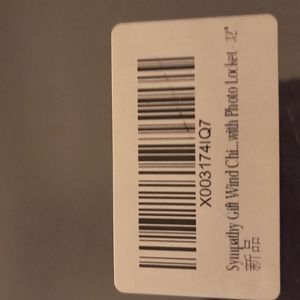 X003174IQ7
Sympathy Gift Wind Chi...with Photo Locket 32"
新品